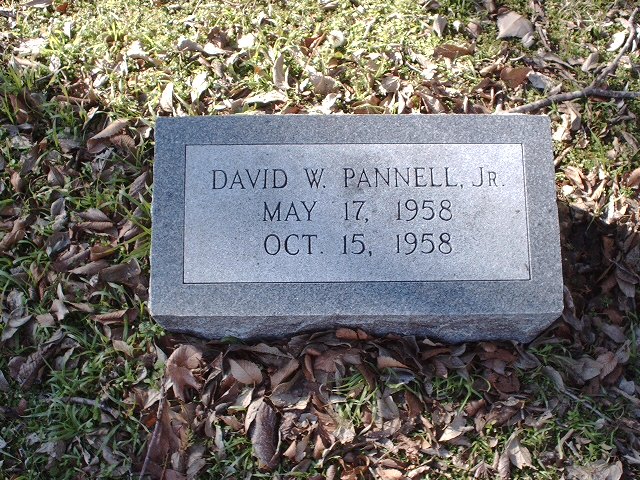 DAVID W. PANNELL, JR.
MAY 17, 1958
OCT. 15, 1958